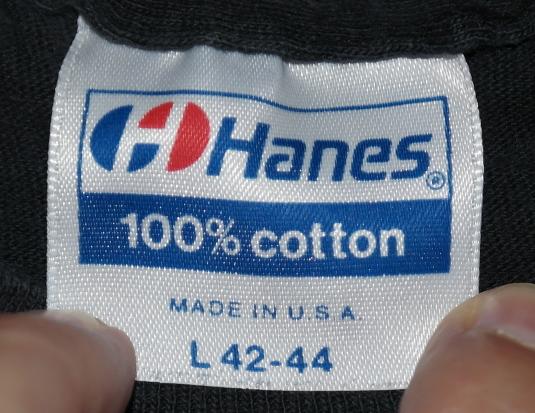 Hanes®
100% cotton
MADE IN U.S.A.
L 42-44